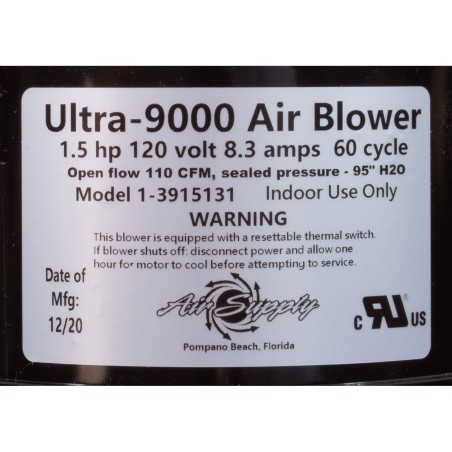 Ultra-9000 Air Blower
1.5 hp 120 volt 8.3 amps 60 cycle
Open flow 110 CFM, sealed pressure - 95" H2O
Model 1-3915131 Indoor Use Only
WARNING
This blower is equipped with a resettable thermal switch.
If blower shuts off: disconnect power and allow one
hour for motor to cool before attempting to service.
Date of
Mfg:
12/20
Air Supply
Pompano Beach, Florida
c RU US